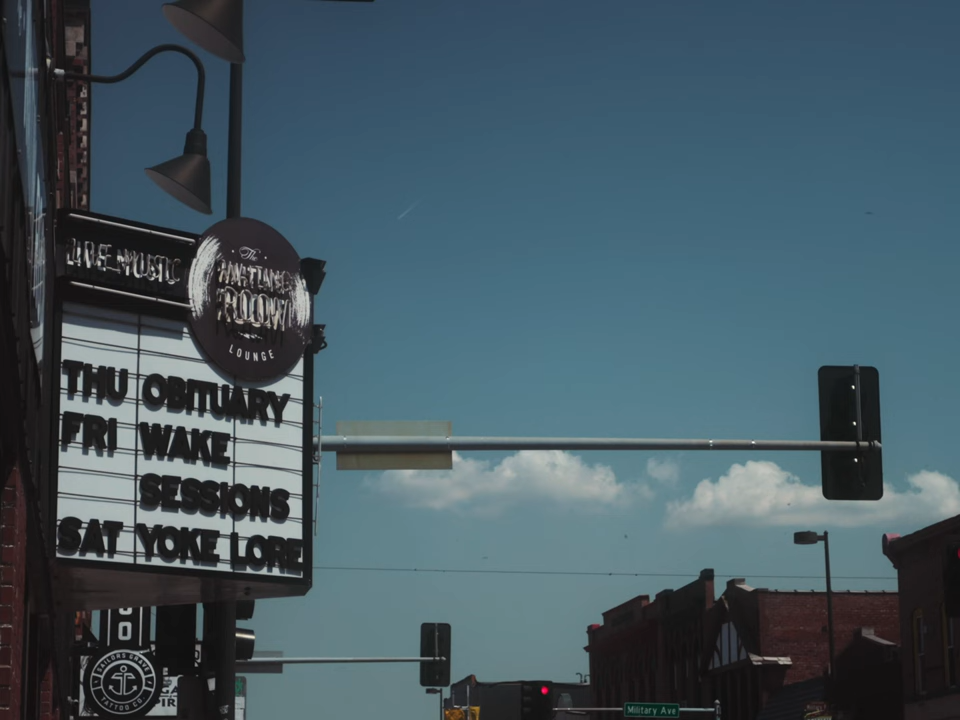 LIVE MUSIC
The
WAITING
ROOM
LOUNGE
THU OBITUARY
FRI WAKE
SESSIONS
SAT YOKE LORE
SAILORS GRAVE
TATTOO CO.
Military Ave